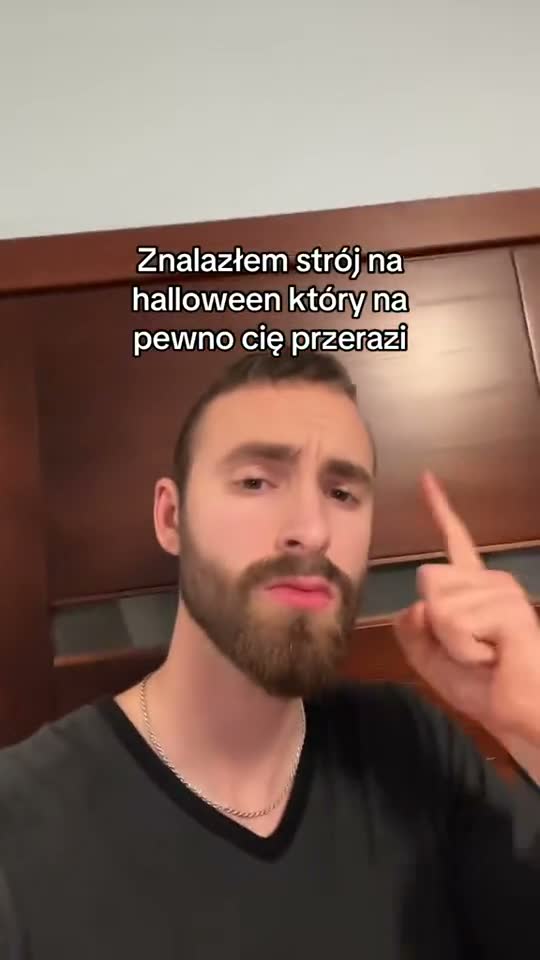 Znalazłem strój na
halloween który na
pewno cię przerazi